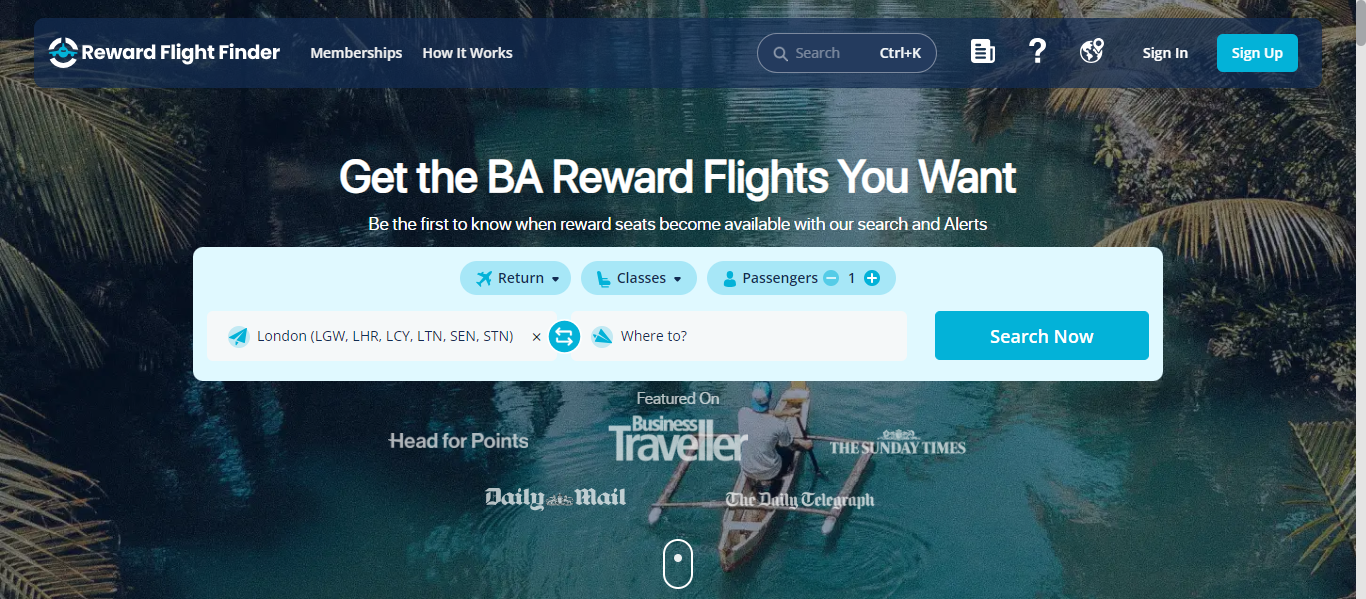 Reward Flight Finder Memberships How It Works Search Ctrl+K ? Sign In Sign Up
Get the BA Reward Flights You Want
Be the first to know when reward seats become available with our search and Alerts
Return Classes Passengers − 1 +
London (LGW, LHR, LCY, LTN, SEN, STN) × Where to? Search Now
Featured On
Head for Points
Business
Traveller
THE SUNDAY TIMES
Daily Mail
The Daily Telegraph